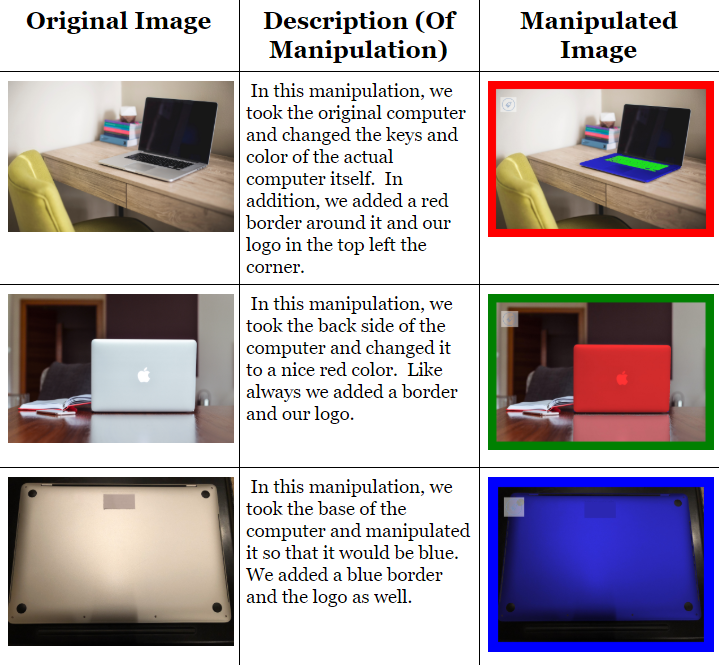 Original Image
Description (Of
Manipulation)
Manipulated
Image
In this manipulation, we
took the original computer
and changed the keys and
color of the actual
computer itself.  In
addition, we added a red
border around it and our
logo in the top left the
corner.
In this manipulation, we
took the back side of the
computer and changed it
to a nice red color.  Like
always we added a border
and our logo.
In this manipulation, we
took the base of the
computer and manipulated
it so that it would be blue.
We added a blue border
and the logo as well.